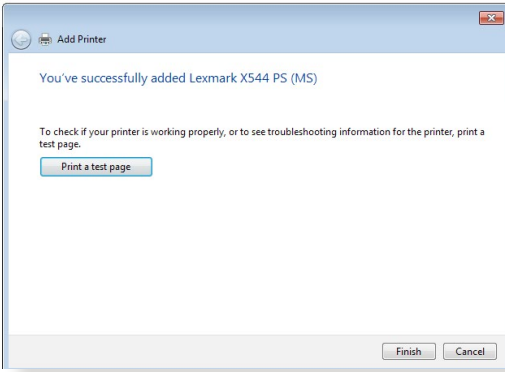 Add Printer
You've successfully added Lexmark X544 PS (MS)
To check if your printer is working properly, or to see troubleshooting information for the printer, print a
test page.
Print a test page
Finish Cancel